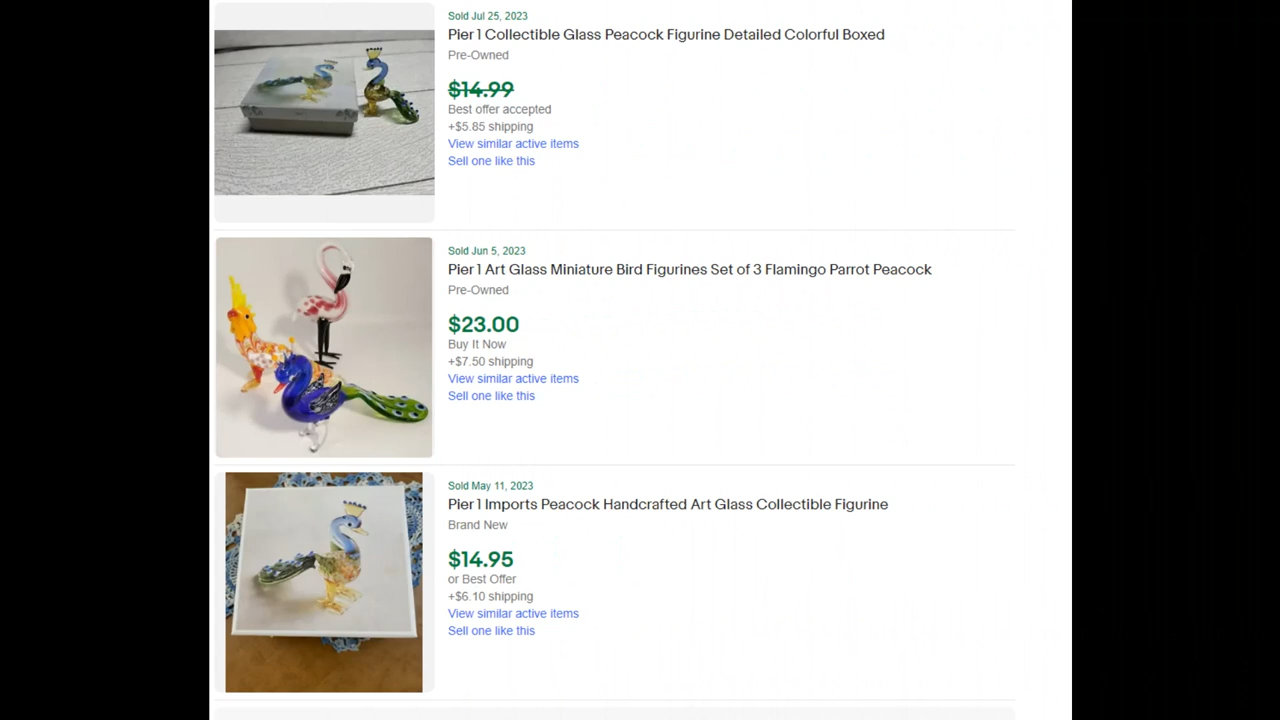 Sold Jul 25, 2023
Pier 1 Collectible Glass Peacock Figurine Detailed Colorful Boxed
Pre-Owned
$14.99
Best offer accepted
+$5.85 shipping
View similar active items
Sell one like this
Sold Jun 5, 2023
Pier 1 Art Glass Miniature Bird Figurines Set of 3 Flamingo Parrot Peacock
Pre-Owned
$23.00
Buy It Now
+$7.50 shipping
View similar active items
Sell one like this
Sold May 11, 2023
Pier 1 Imports Peacock Handcrafted Art Glass Collectible Figurine
Brand New
$14.95
or Best Offer
+$6.10 shipping
View similar active items
Sell one like this